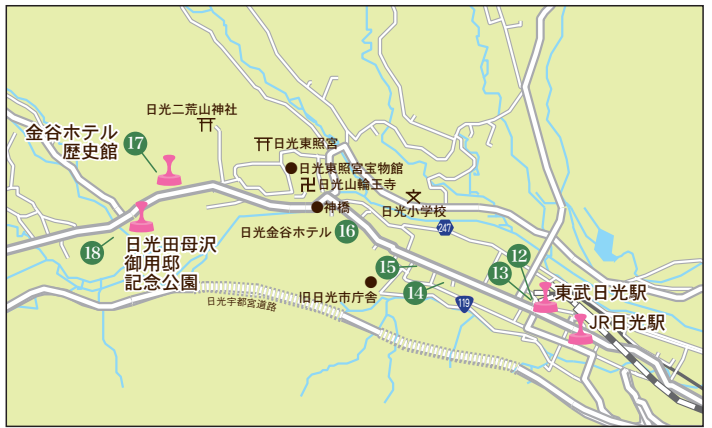 日光二荒山神社
金谷ホテル
歴史館
17
日光東照宮
日光東照宮宝物館
日光山輪王寺
神橋
日光小学校
247
日光金谷ホテル
16
18
日光田母沢
御用邸
記念公園
15
12
13
14
旧日光市庁舎
119
東武日光駅
JR日光駅
日光宇都宮道路